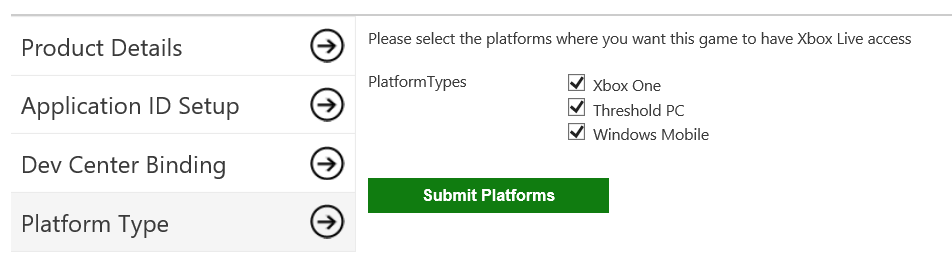 Product Details
Application ID Setup
Dev Center Binding
Platform Type
Please select the platforms where you want this game to have Xbox Live access
PlatformTypes
Xbox One
Threshold PC
Windows Mobile
Submit Platforms